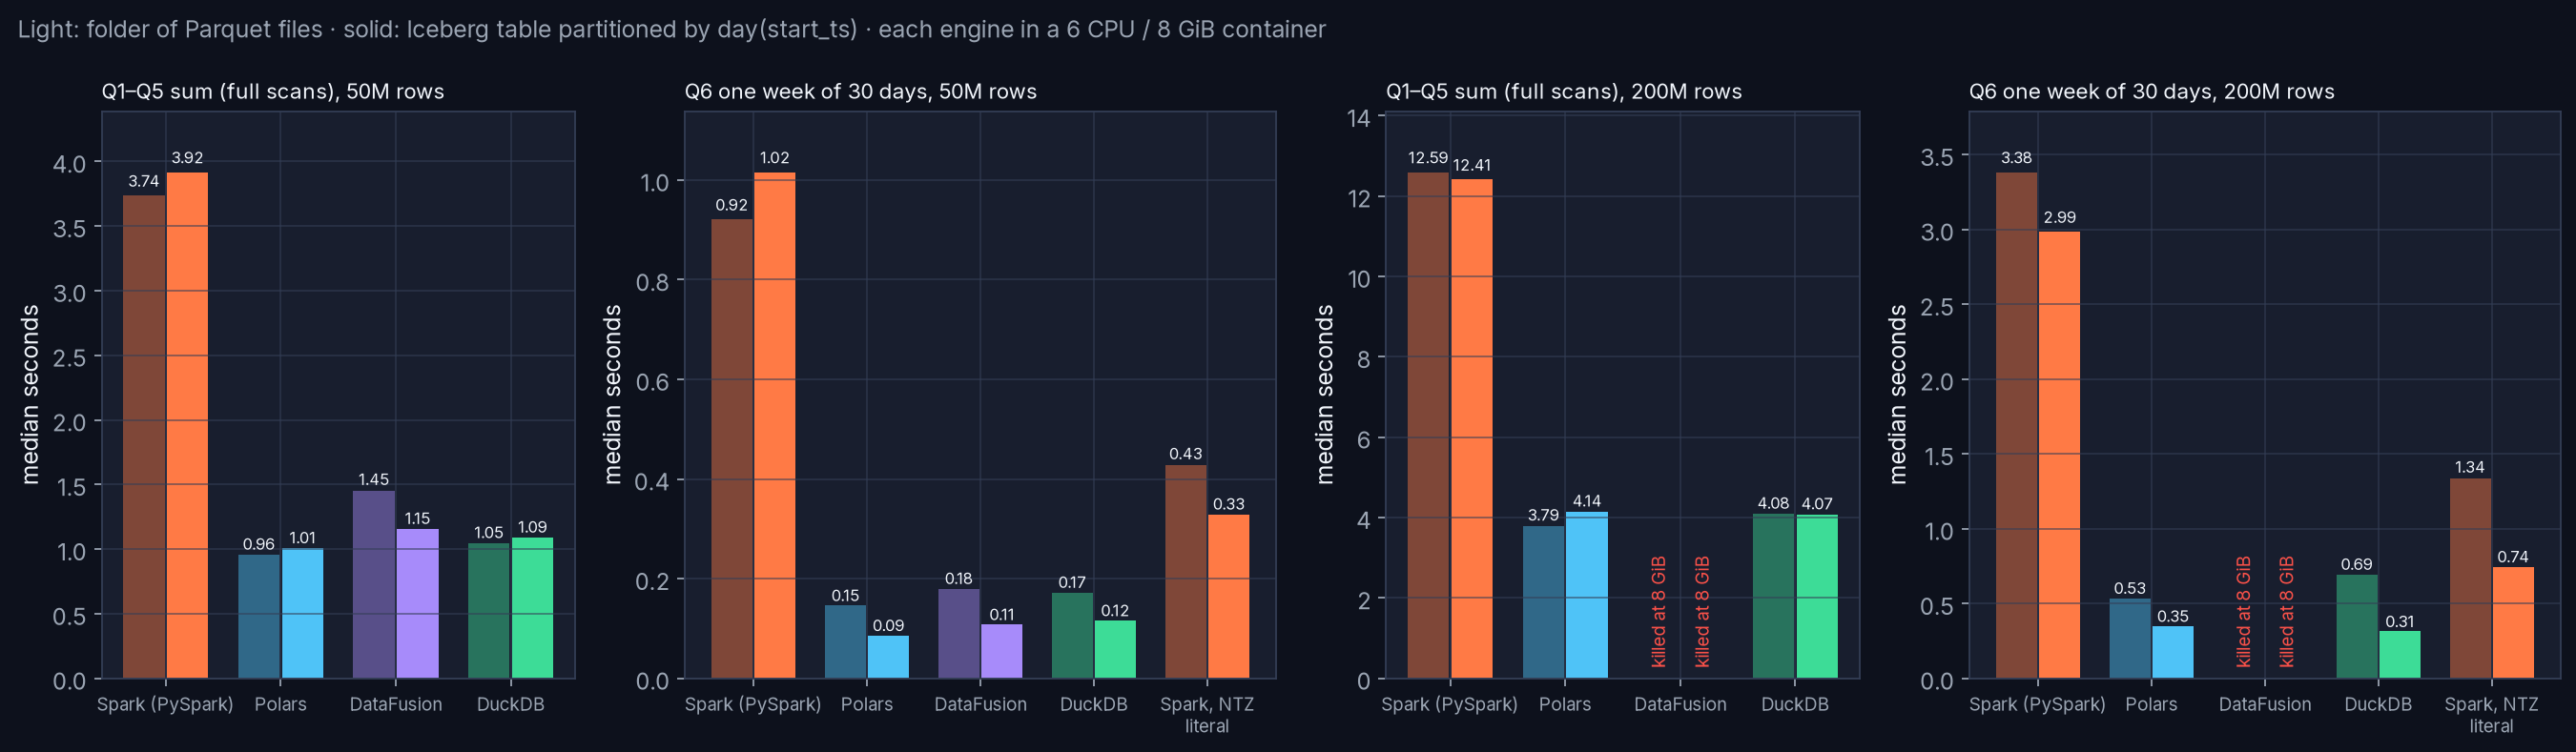 Light: folder of Parquet files · solid: Iceberg table partitioned by day(start_ts) · each engine in a 6 CPU / 8 GiB container
Q1–Q5 sum (full scans), 50M rows
median seconds
4.0
3.5
3.0
2.5
2.0
1.5
1.0
0.5
0.0
3.74
3.92
0.96
1.01
1.45
1.15
1.05
1.09
Spark (PySpark)
Polars
DataFusion
DuckDB
Q6 one week of 30 days, 50M rows
median seconds
1.0
0.8
0.6
0.4
0.2
0.0
0.92
1.02
0.15
0.09
0.18
0.11
0.17
0.12
0.43
0.33
Spark (PySpark)
Polars
DataFusion
DuckDB
Spark, NTZ
literal
Q1–Q5 sum (full scans), 200M rows
median seconds
14
12
10
8
6
4
2
0
12.59
12.41
3.79
4.14
killed at 8 GiB
killed at 8 GiB
4.08
4.07
Spark (PySpark)
Polars
DataFusion
DuckDB
Q6 one week of 30 days, 200M rows
median seconds
3.5
3.0
2.5
2.0
1.5
1.0
0.5
0.0
3.38
2.99
0.53
0.35
killed at 8 GiB
killed at 8 GiB
0.69
0.31
1.34
0.74
Spark (PySpark)
Polars
DataFusion
DuckDB
Spark, NTZ
literal